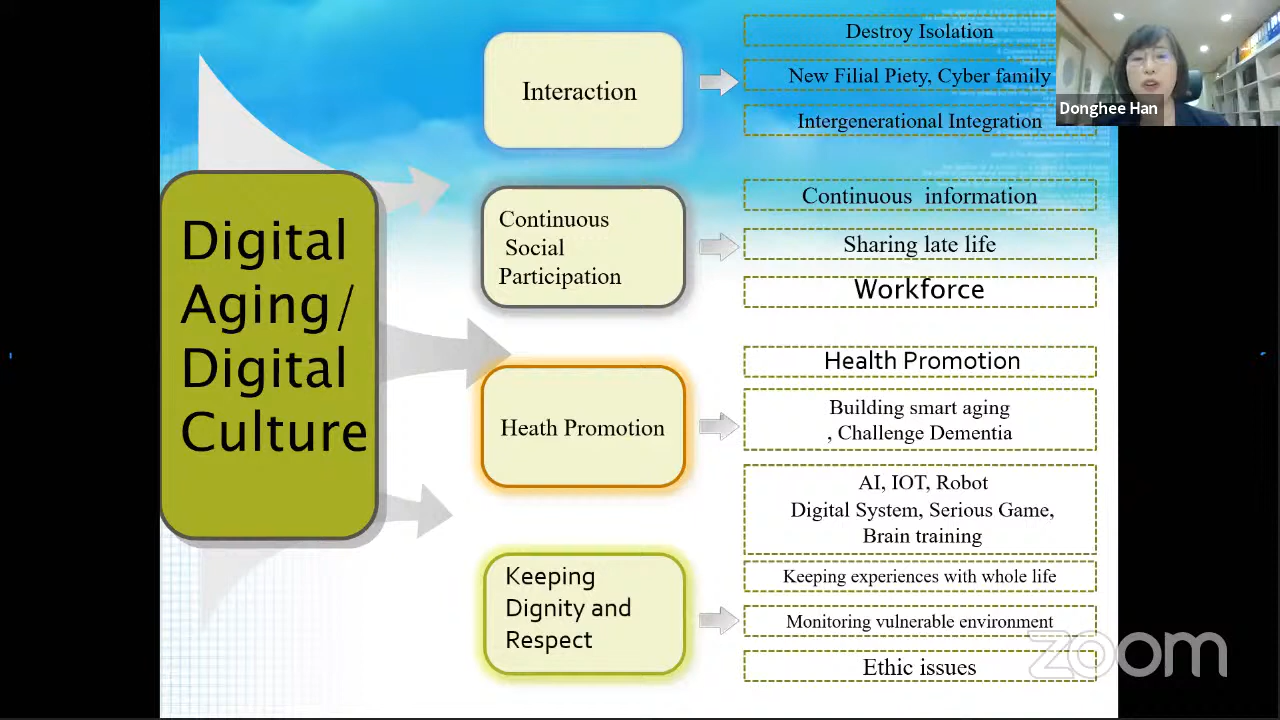 Digital
Aging/
Digital
Culture
Interaction
Destroy Isolation
New Filial Piety, Cyber family
Intergenerational Integration
Continuous
Social
Participation
Continuous information
Sharing late life
Workforce
Heath Promotion
Health Promotion
Building smart aging
, Challenge Dementia
AI, IOT, Robot
Digital System, Serious Game,
Brain training
Keeping
Dignity and
Respect
Keeping experiences with whole life
Monitoring vulnerable environment
Ethic issues
Donghee Han
zoom